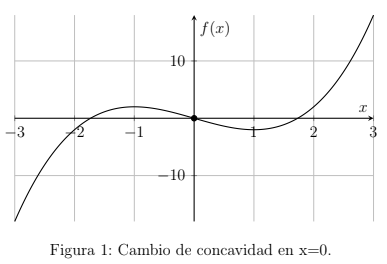 f(x)
10
x
−3 −2 −1 1 2 3
−10
Figura 1: Cambio de concavidad en x=0.